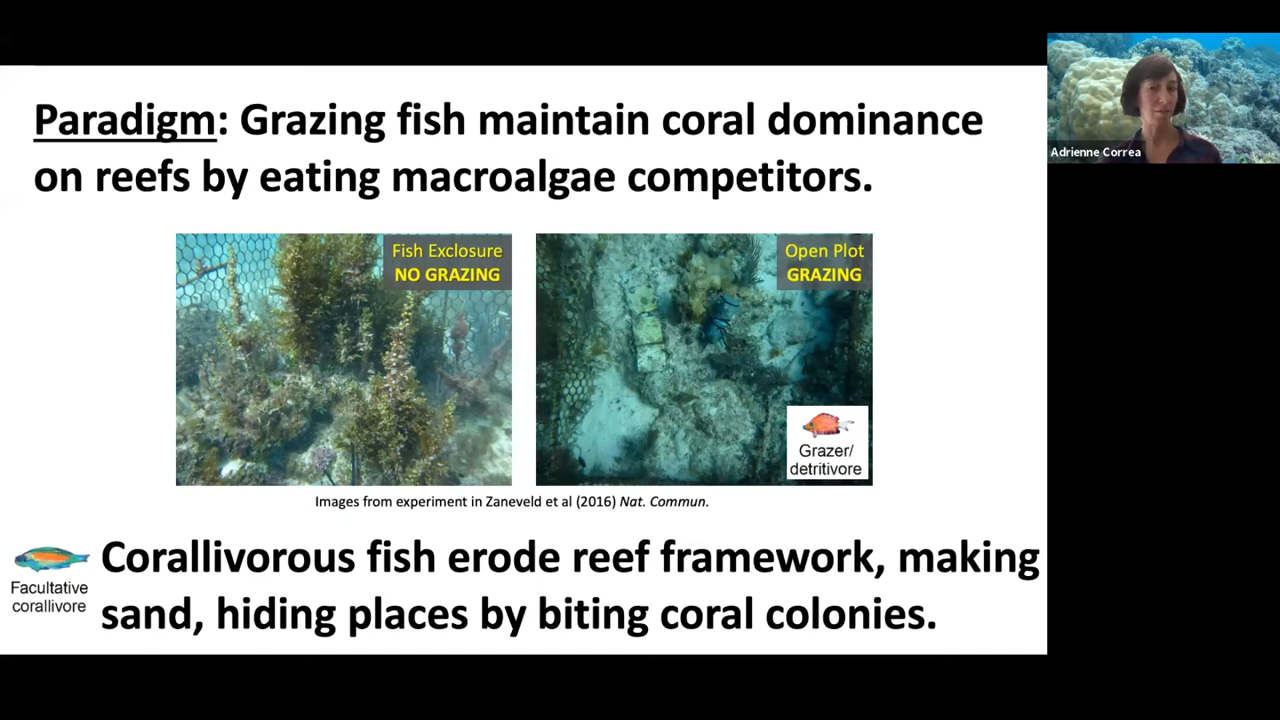 Paradigm: Grazing fish maintain coral dominance
on reefs by eating macroalgae competitors.
Adrienne Correa
Fish Exclosure
NO GRAZING
Open Plot
GRAZING
Grazer/
detritivore
Images from experiment in Zaneveld et al (2016) Nat. Commun.
Facultative
corallivore
Corallivorous fish erode reef framework, making
sand, hiding places by biting coral colonies.